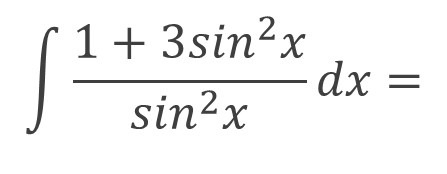 ∫ (1 + 3sin²x)/(sin²x) dx =